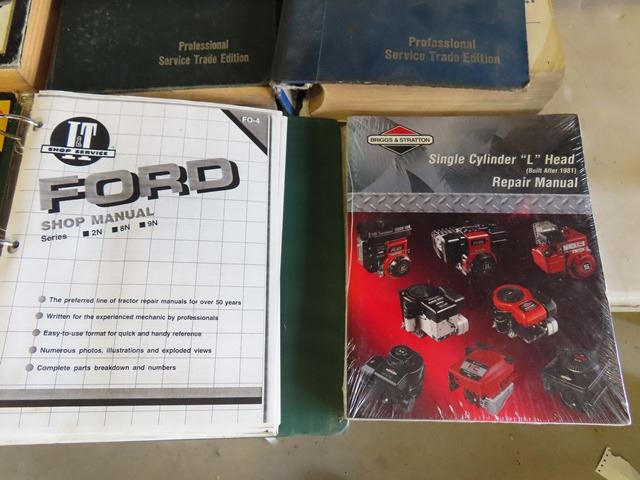 Professional
Service Trade Edition
Professional
Service Trade Edition
I&T
SHOP SERVICE
FO-4
FORD
SHOP MANUAL
Series 2N 8N 9N
The preferred line of tractor repair manuals for over 50 years
Written for the experienced mechanic by professionals
Easy-to-use format for quick and handy reference
Numerous photos, illustrations and exploded views
Complete parts breakdown and numbers
BRIGGS & STRATTON
Single Cylinder "L" Head
(Built After 1981)
Repair Manual